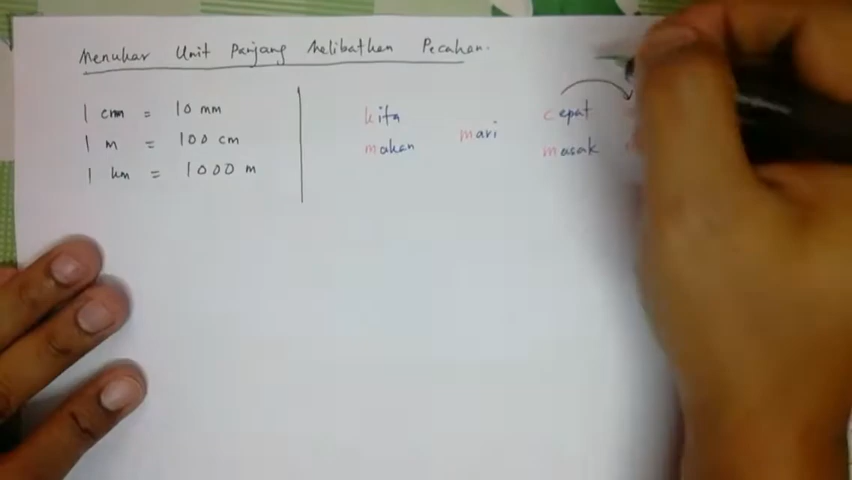 Menukar Unit Panjang Melibatkan Pecahan.
1 cm = 10 mm
1 m = 100 cm
1 km = 1000 m
kita
makan
mari
cepat
masak